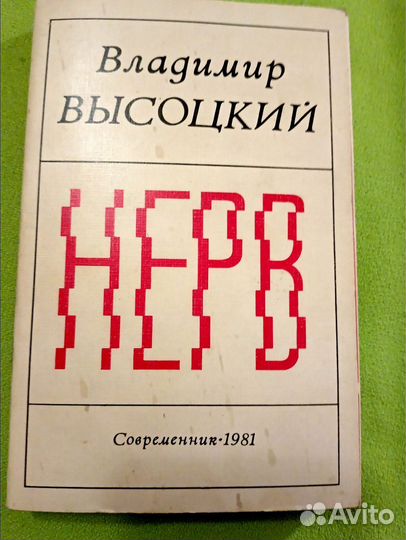 Владимир
ВЫСОЦКИЙ
НЕРВ
Современник·1981
Avito